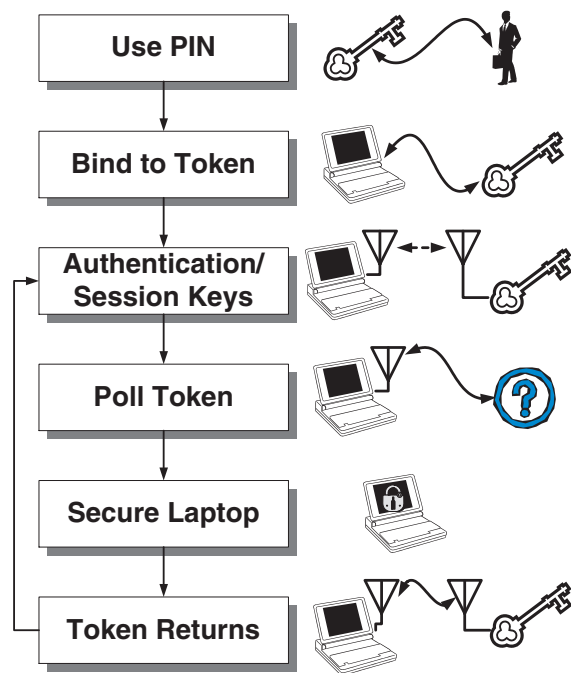 Use PIN
Bind to Token
Authentication/
Session Keys
Poll Token
?
Secure Laptop
Token Returns